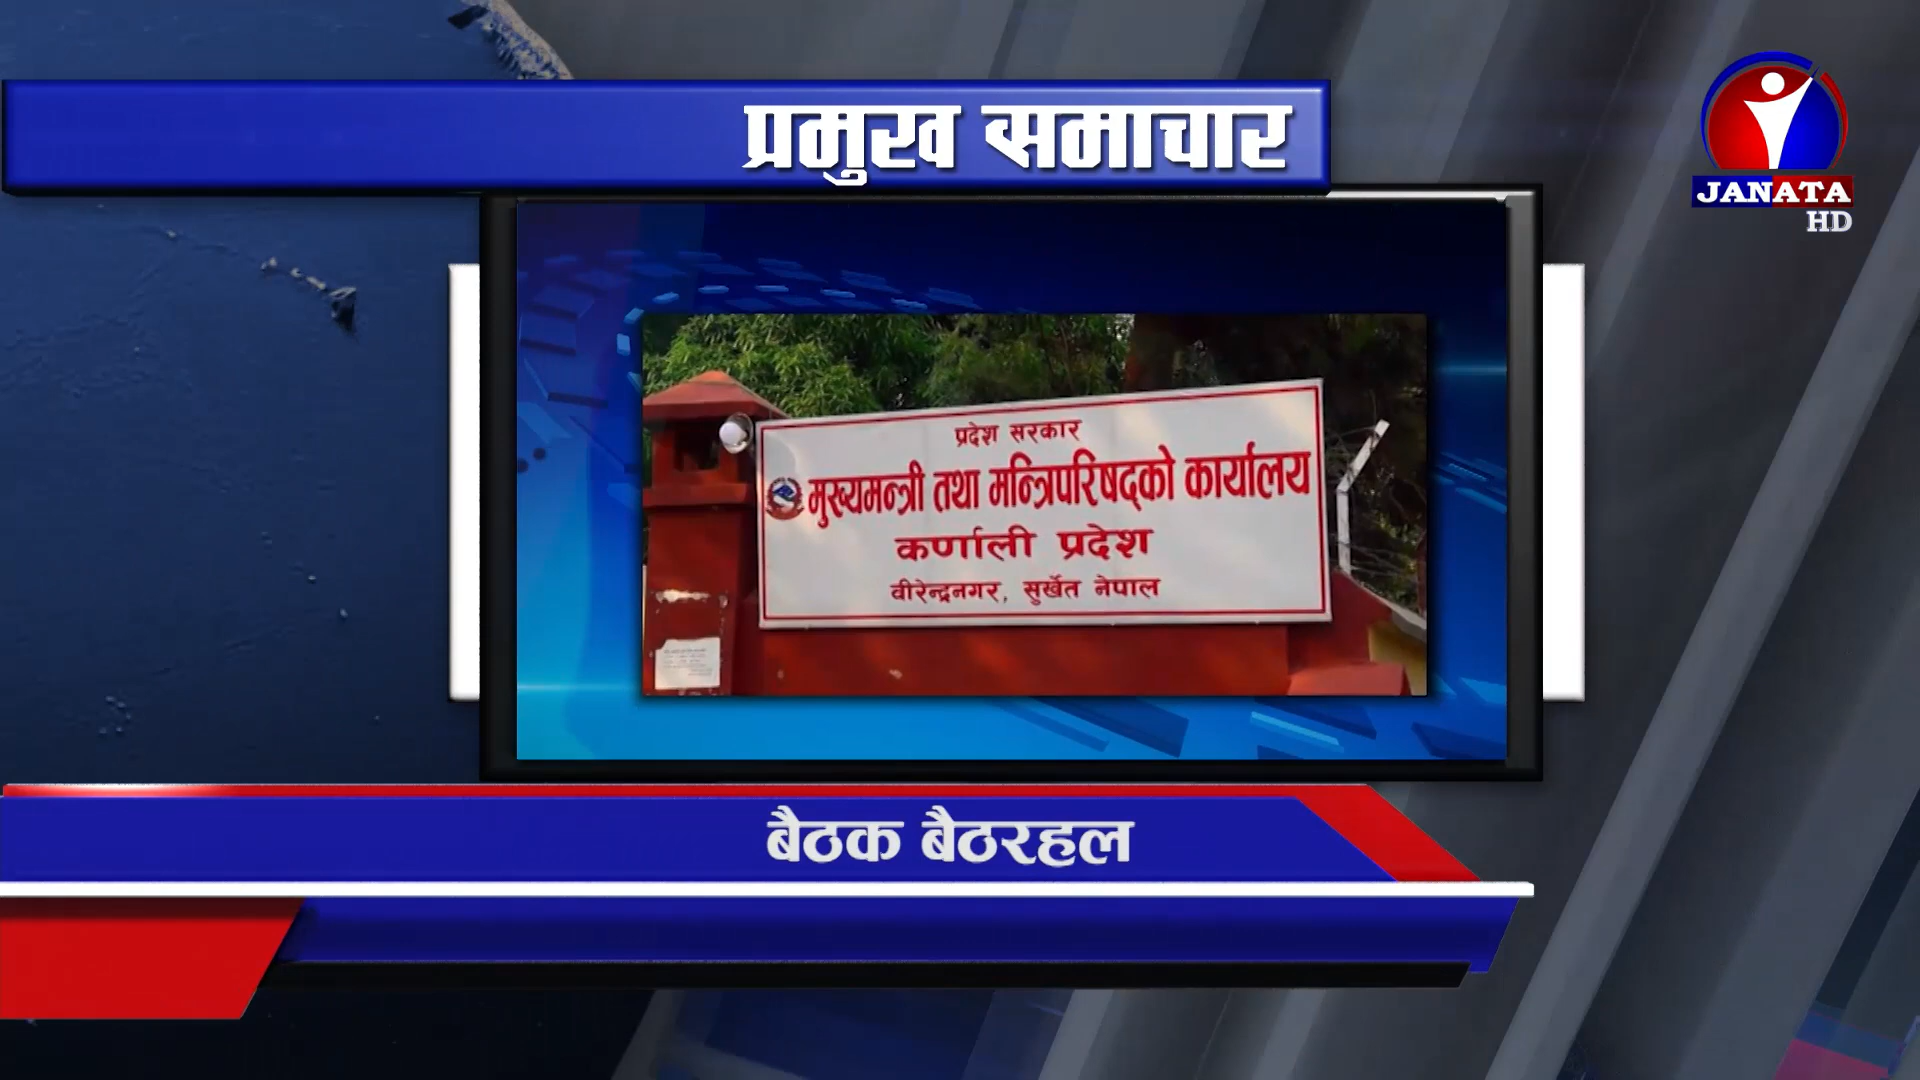 प्रमुख समाचार
JANATA
HD
प्रदेश सरकार
मुख्यमन्त्री तथा मन्त्रिपरिषद्को कार्यालय
कर्णाली प्रदेश
वीरेन्द्रनगर, सुर्खेत नेपाल
बैठक बैठरहल